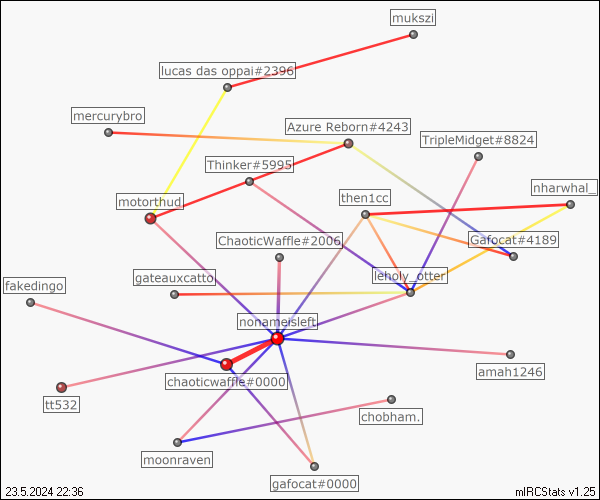 mukszi
lucas das oppai#2396
mercurybro
Azure Reborn#4243
TripleMidget#8824
Thinker#5995
nharwhal_
then1cc
motorthud
ChaoticWaffle#2006
Gafocat#4189
gateauxcatto
leholy_otter
fakedingo
nonameisleft
amah1246
chaoticwaffle#0000
tt532
chobham.
moonraven
gafocat#0000
23.5.2024 22:36
mIRCStats v1.25